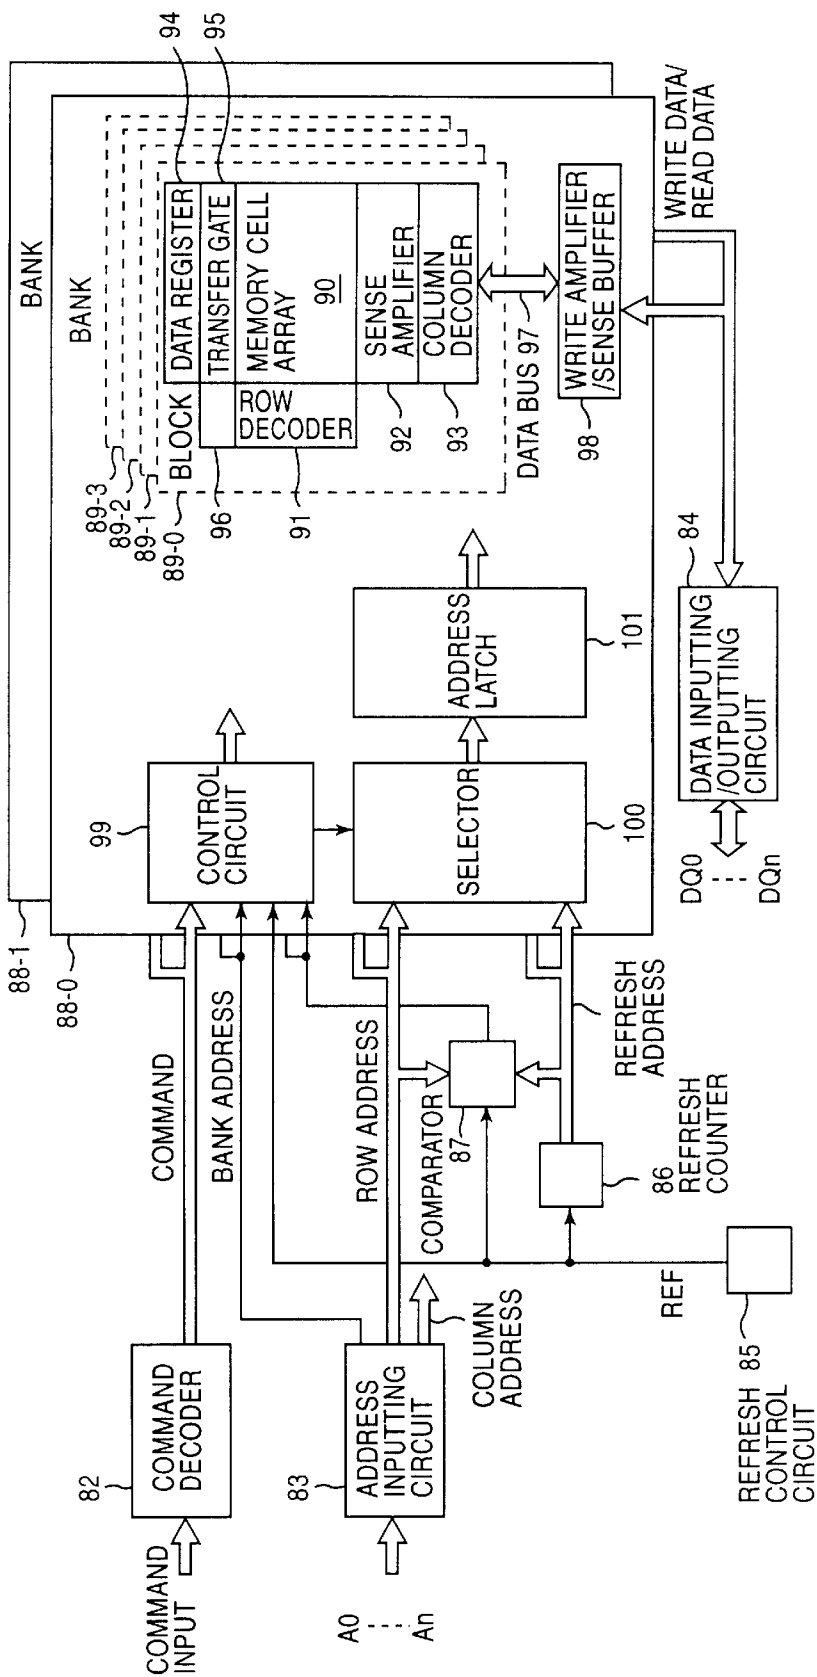 COMMAND
INPUT
82
COMMAND
DECODER
COMMAND
A0 ---- An
83
ADDRESS
INPUTTING
CIRCUIT
BANK ADDRESS
ROW ADDRESS
COLUMN
ADDRESS
COMPARATOR
87
REFRESH
ADDRESS
86
REFRESH
COUNTER
REF
85
REFRESH
CONTROL
CIRCUIT
88-1
88-0
BANK
BANK
99
CONTROL
CIRCUIT
SELECTOR
100
ADDRESS
LATCH
101
89-3
89-2
89-1
89-0
BLOCK
94
95
DATA REGISTER
TRANSFER GATE
MEMORY CELL
ARRAY
90
96
ROW
DECODER
91
SENSE
AMPLIFIER
92
COLUMN
DECODER
93
DATA BUS 97
WRITE AMPLIFIER
/SENSE BUFFER
98
WRITE DATA/
READ DATA
84
DATA INPUTTING
/OUTPUTTING
CIRCUIT
DQ0 ---- DQn